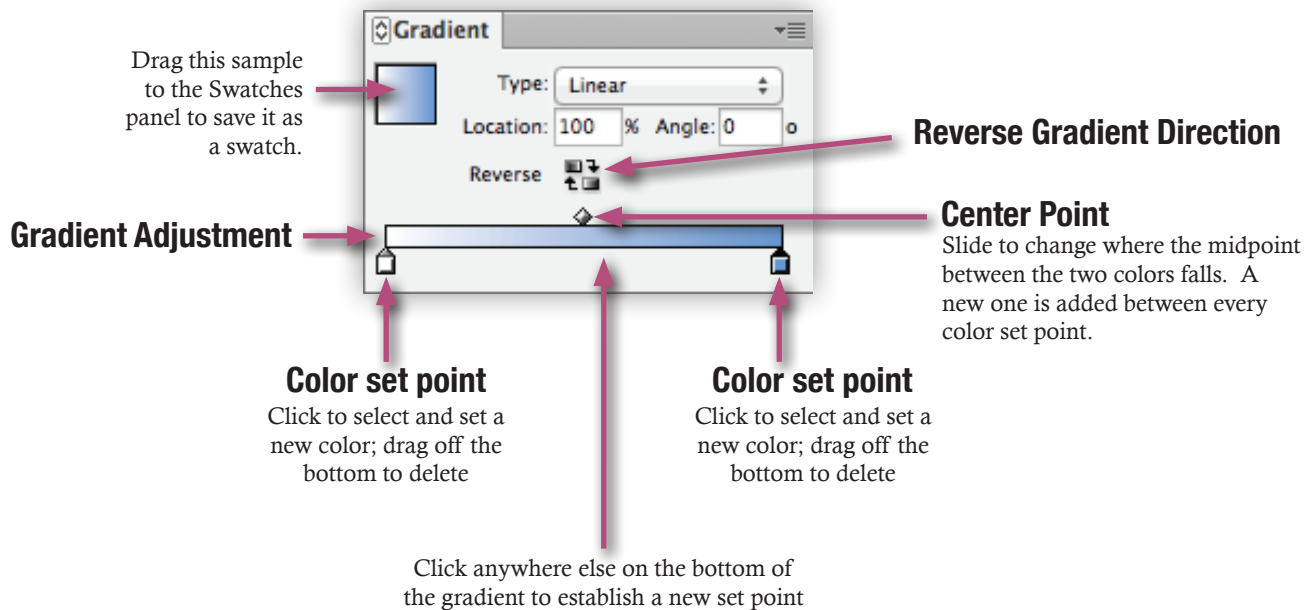 Gradient
Drag this sample
to the Swatches
panel to save it as
a swatch.
Type: Linear
Location: 100 % Angle: 0 o
Reverse
Reverse Gradient Direction
Gradient Adjustment
Center Point
Slide to change where the midpoint
between the two colors falls. A
new one is added between every
color set point.
Color set point
Click to select and set a
new color; drag off the
bottom to delete
Color set point
Click to select and set a
new color; drag off the
bottom to delete
Click anywhere else on the bottom of
the gradient to establish a new set point